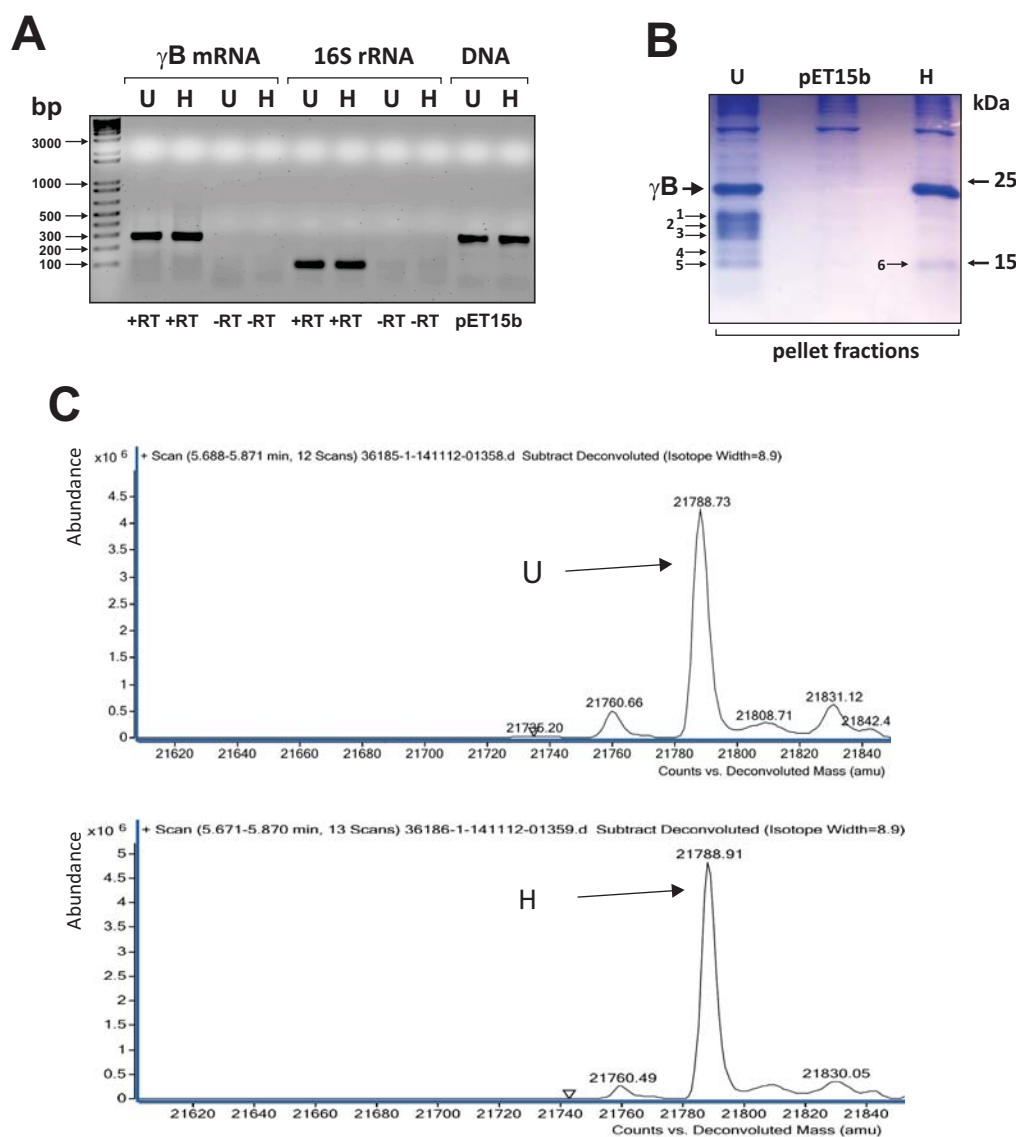 A
γB mRNA 16S rRNA DNA
bp U H U H U H U H U H
3000
1000
500
300
200
100
+RT +RT -RT -RT +RT +RT -RT -RT pET15b
B
U pET15b H
kDa
γB
25
1
2
3
4
5
6
15
pellet fractions
C
Abundance
x10 6 + Scan (5.688-5.871 min, 12 Scans) 36185-1-141112-01358.d Subtract Deconvoluted (Isotope Width=8.9)
4.5
4
3.5
3
2.5
2
1.5
1
0.5
0
U
21788.73
21735.20
21760.66
21808.71
21831.12
21842.4
21620 21640 21660 21680 21700 21720 21740 21760 21780 21800 21820 21840
Counts vs. Deconvoluted Mass (amu)
Abundance
x10 6 + Scan (5.671-5.870 min, 13 Scans) 36186-1-141112-01359.d Subtract Deconvoluted (Isotope Width=8.9)
5
4.5
4
3.5
3
2.5
2
1.5
1
0.5
0
H
21788.91
21760.49
21830.05
21620 21640 21660 21680 21700 21720 21740 21760 21780 21800 21820 21840
Counts vs. Deconvoluted Mass (amu)